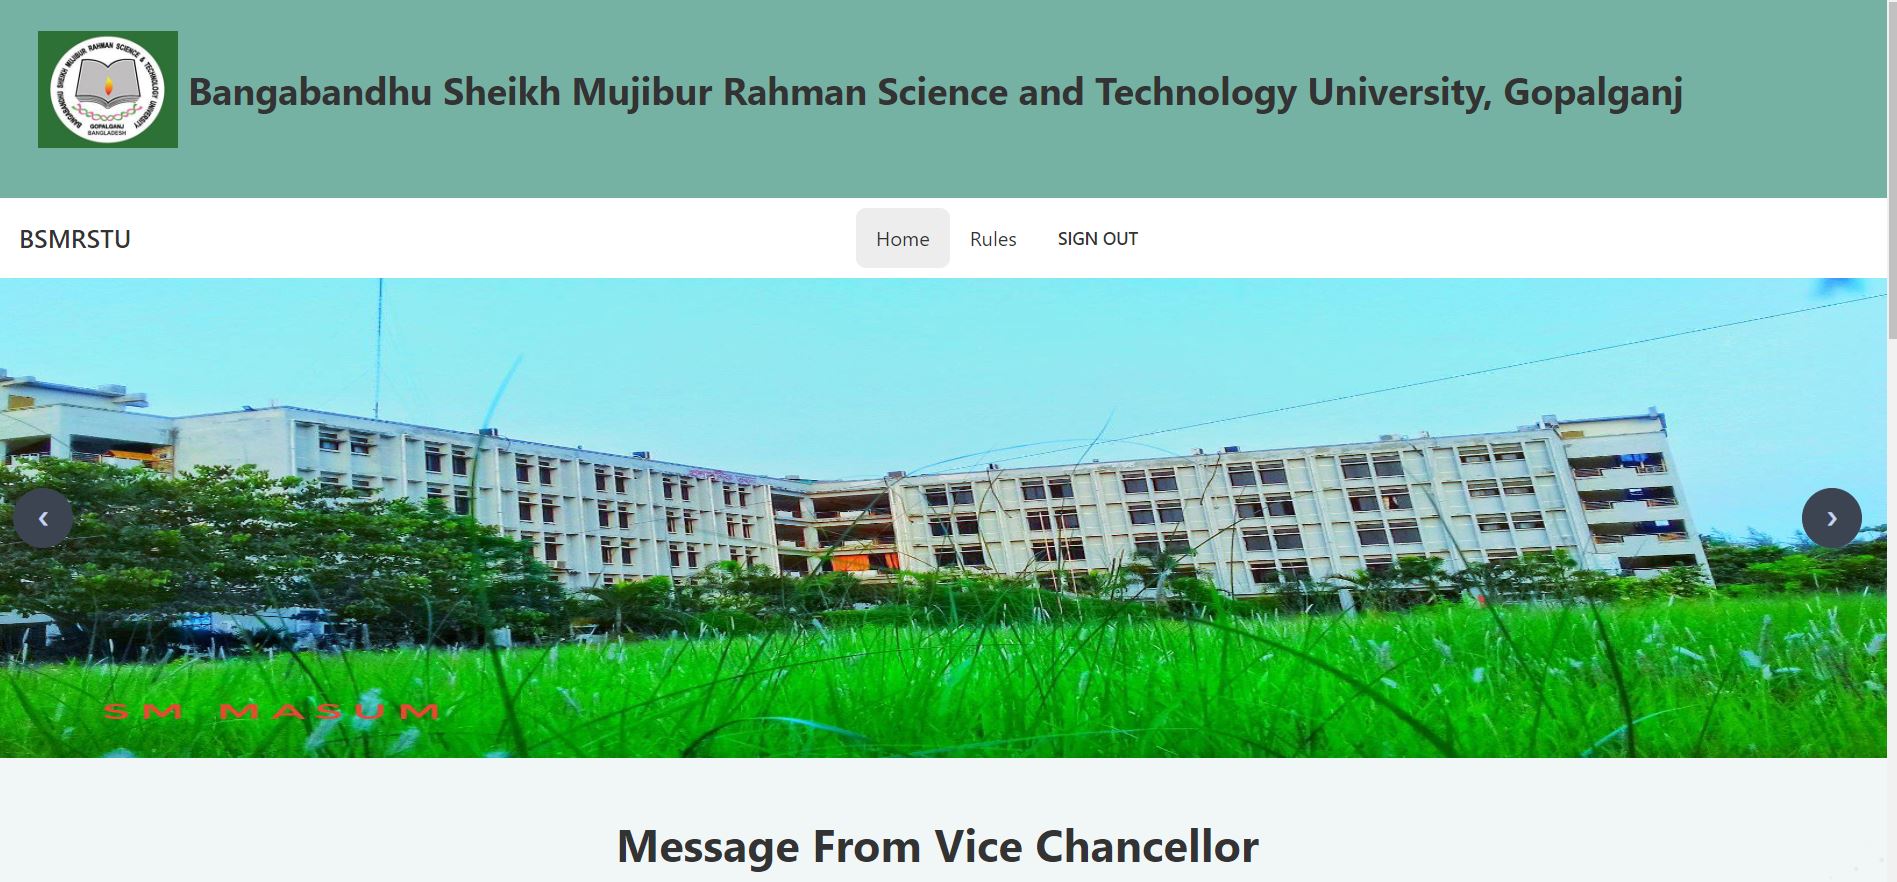 BANGABANDHU SHEIKH MUJIBUR RAHMAN SCIENCE & TECHNOLOGY UNIVERSITY
GOPALGANJ
BANGLADESH
Bangabandhu Sheikh Mujibur Rahman Science and Technology University, Gopalganj
BSMRSTU
Home
Rules
SIGN OUT
SM MASUM
Message From Vice Chancellor